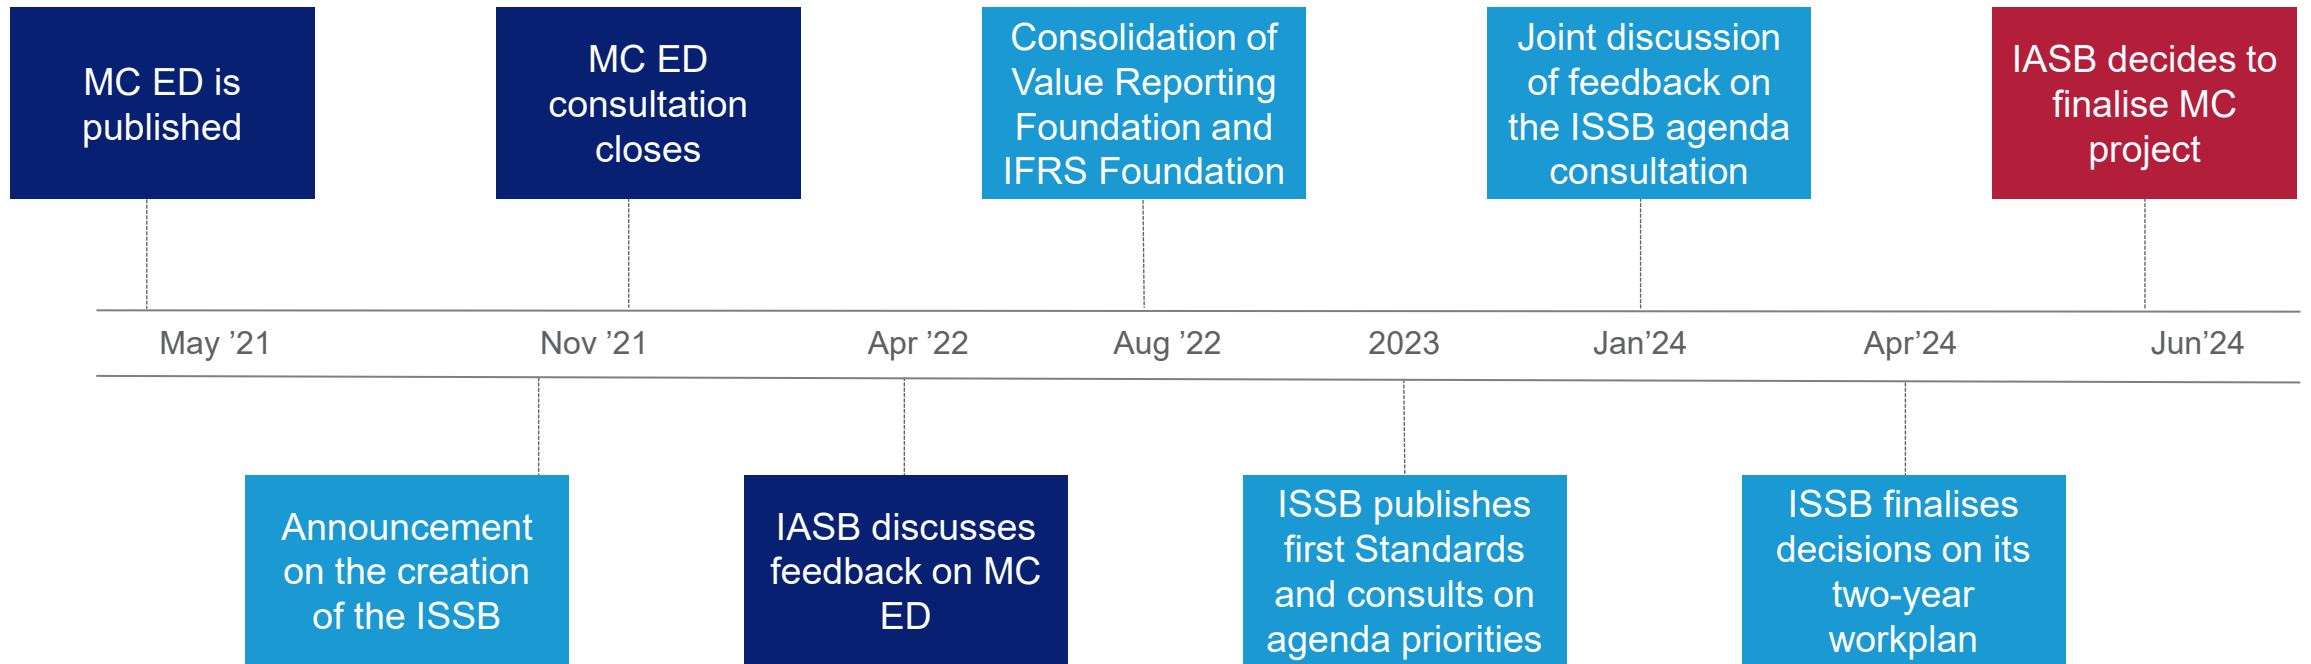 MC ED is
published
MC ED
consultation
closes
Consolidation of
Value Reporting
Foundation and
IFRS Foundation
Joint discussion
of feedback on
the ISSB agenda
consultation
IASB decides to
finalise MC
project
May ’21
Nov ’21
Apr ’22
Aug ’22
2023
Jan’24
Apr’24
Jun’24
Announcement
on the creation
of the ISSB
IASB discusses
feedback on MC
ED
ISSB publishes
first Standards
and consults on
agenda priorities
ISSB finalises
decisions on its
two-year
workplan